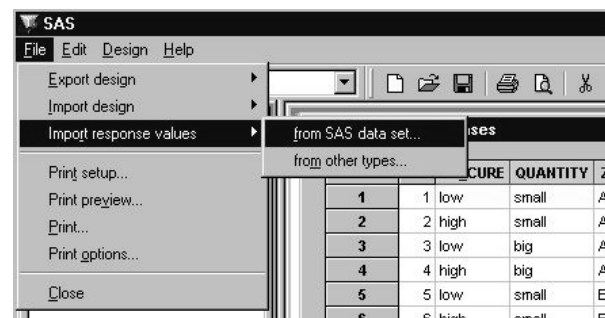 SAS
File Edit Design Help
Export design
Import design
Import response values
from SAS data set...
from other types...
Print setup...
Print preview...
Print...
Print options...
Close
CURE QUANTITY
1 1 low small
2 2 high small
3 3 low big
4 4 high big
5 5 low small